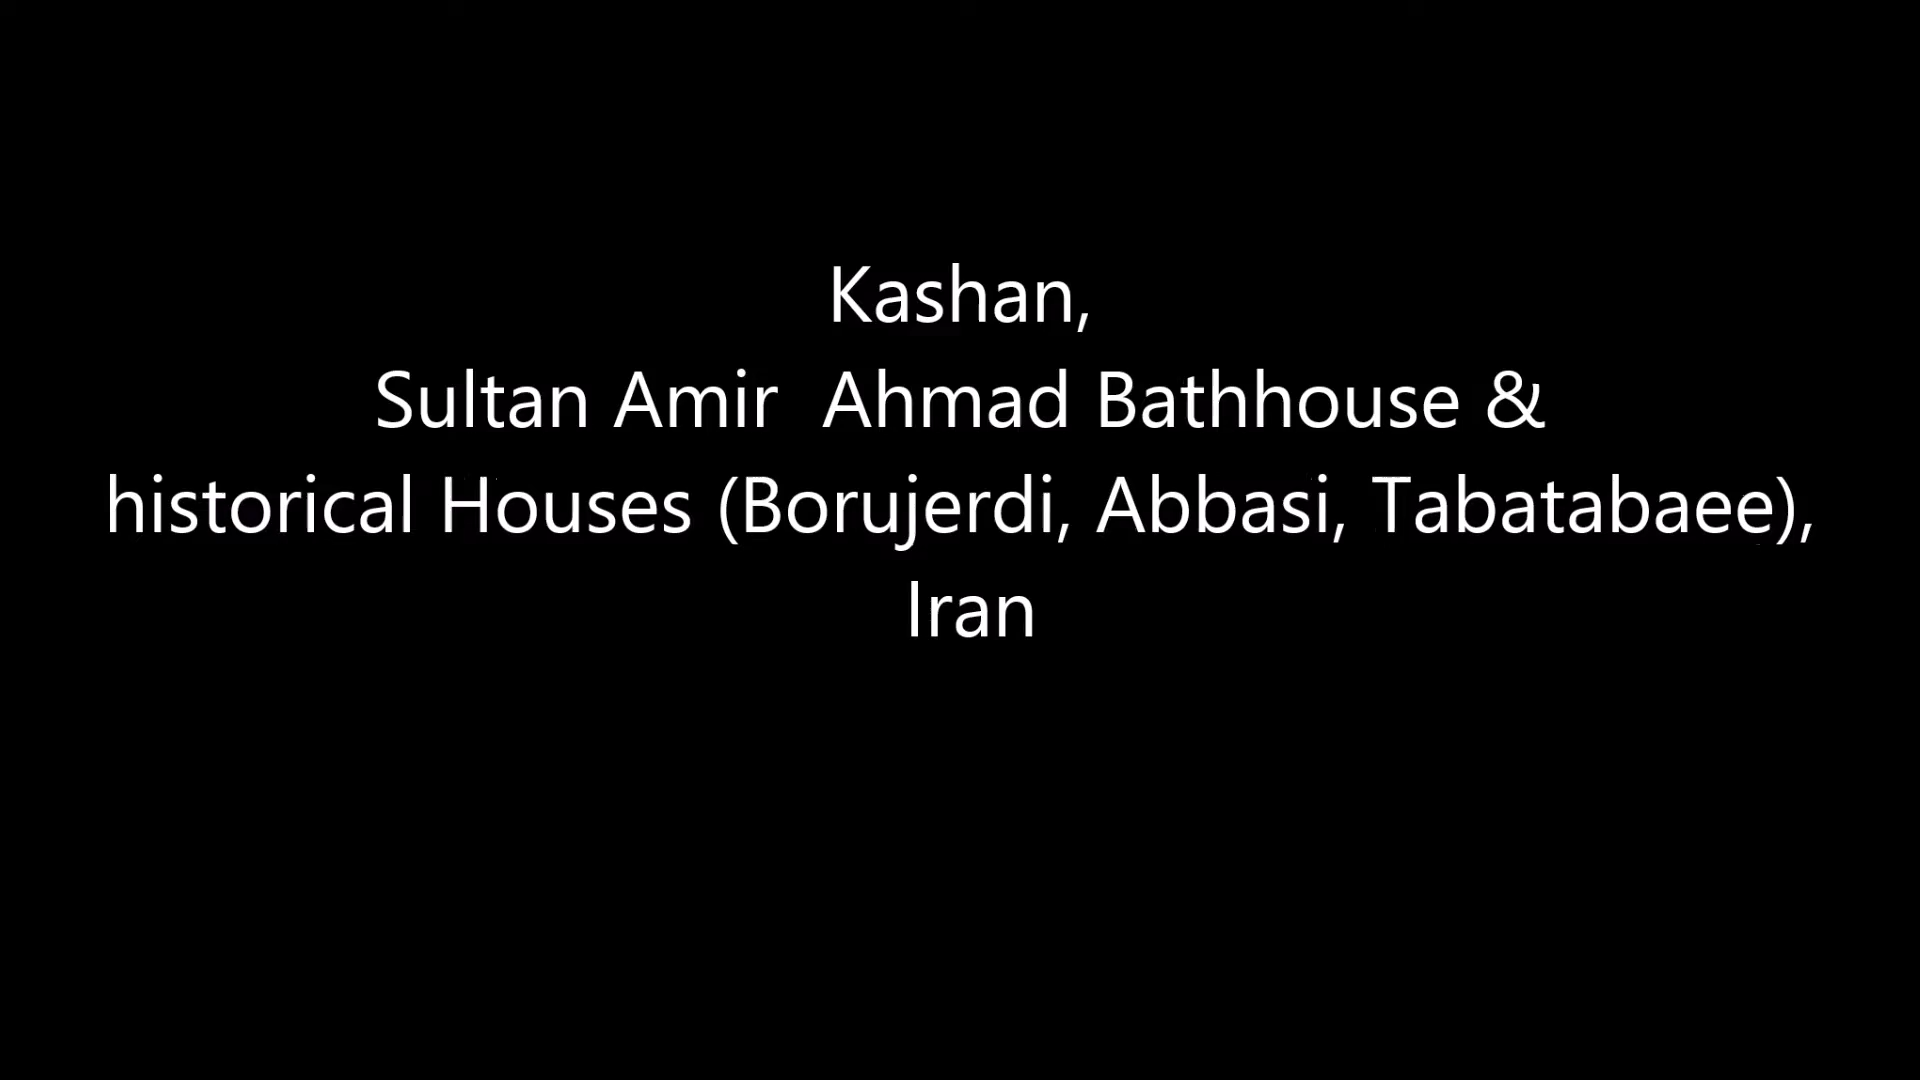 Kashan,
Sultan Amir  Ahmad Bathhouse &
historical Houses (Borujerdi, Abbasi, Tabatabaee),
Iran